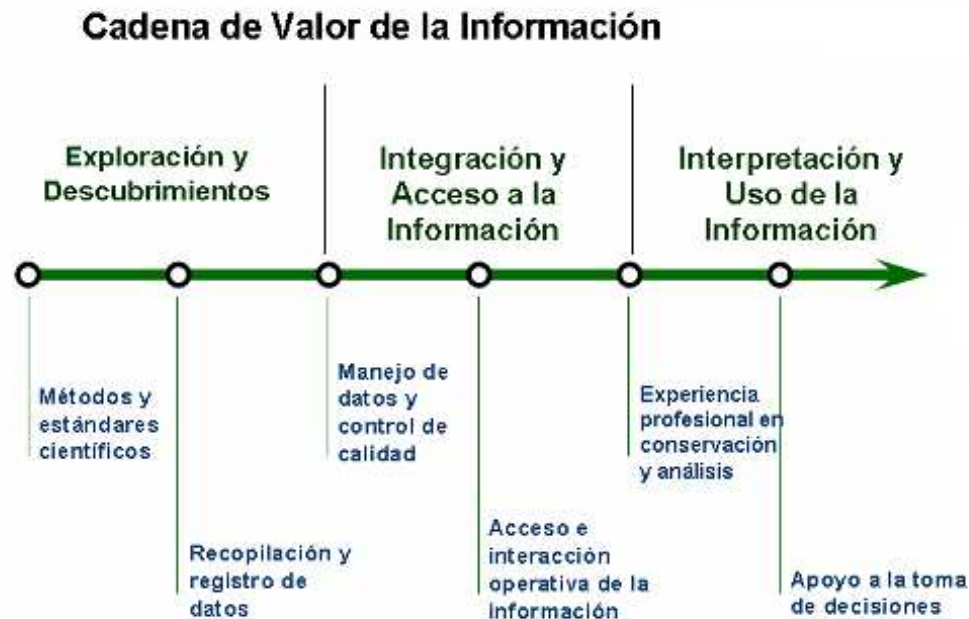 Cadena de Valor de la Información
Exploración y
Descubrimientos
Integración y
Acceso a la
Información
Interpretación y
Uso de la
Información
Métodos y
estándares
científicos
Recopilación y
registro de
datos
Manejo de
datos y
control de
calidad
Acceso e
interacción
operativa de la
información
Experiencia
profesional en
conservación
y análisis
Apoyo a la toma
de decisiones